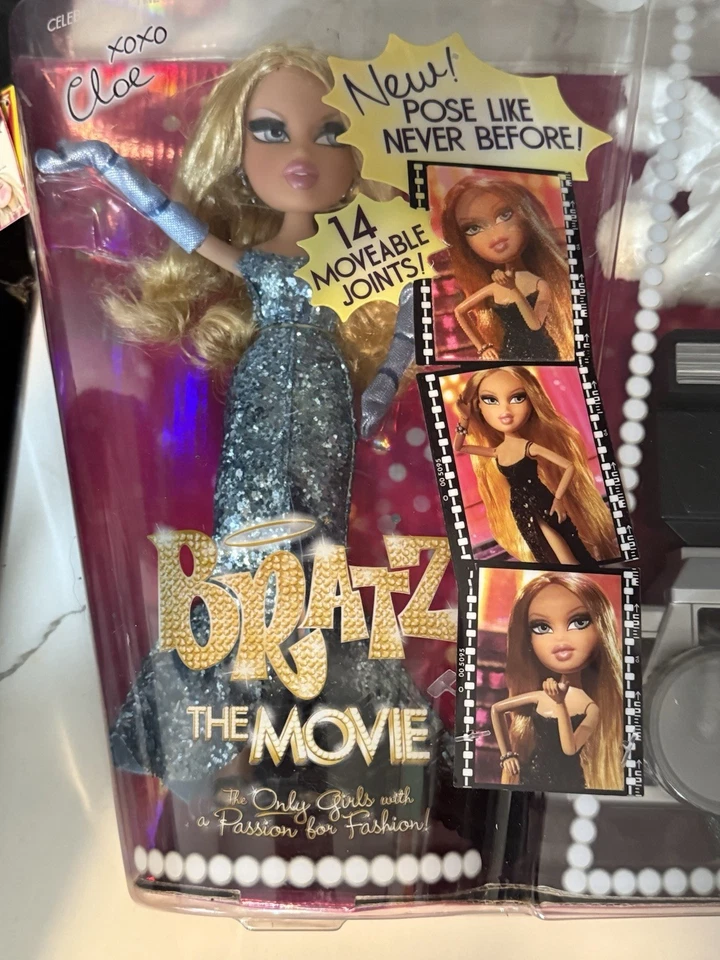 xoxo
Cloe
New!
POSE LIKE
NEVER BEFORE!
14
MOVEABLE
JOINTS!
BRATZ
THE MOVIE
The Only Girls with
a Passion for Fashion!